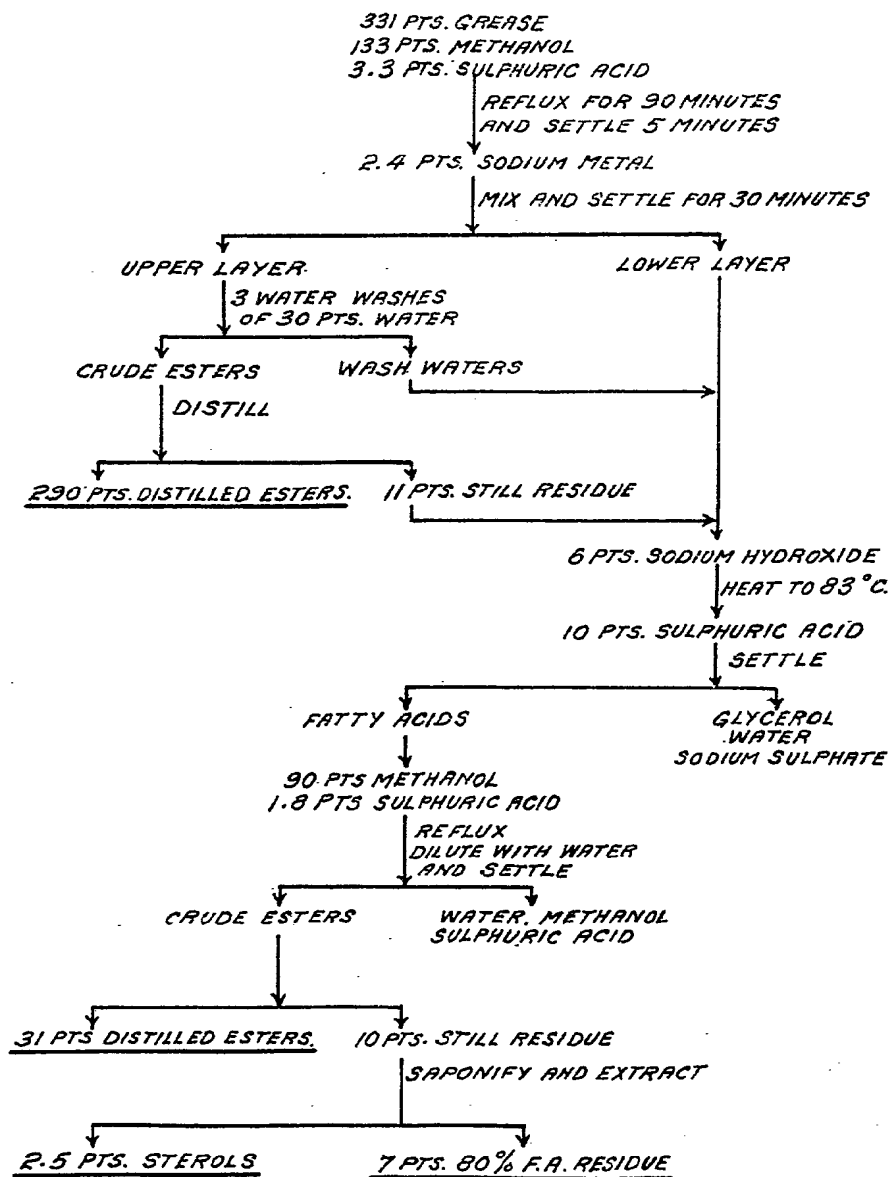 331 PTS. GREASE
133 PTS. METHANOL
3.3 PTS. SULPHURIC ACID
REFLUX FOR 90 MINUTES
AND SETTLE 5 MINUTES
2.4 PTS. SODIUM METAL
MIX AND SETTLE FOR 30 MINUTES
UPPER LAYER.
LOWER LAYER
3 WATER WASHES
OF 30 PTS. WATER
CRUDE ESTERS
WASH WATERS
DISTILL
290 PTS. DISTILLED ESTERS.
11 PTS. STILL RESIDUE
6 PTS. SODIUM HYDROXIDE
HEAT TO 83°C.
10 PTS. SULPHURIC ACID
SETTLE
FATTY ACIDS
GLYCEROL
WATER
SODIUM SULPHATE
90 PTS METHANOL
1.8 PTS SULPHURIC ACID
REFLUX
DILUTE WITH WATER
AND SETTLE
CRUDE ESTERS
WATER, METHANOL
SULPHURIC ACID
31 PTS DISTILLED ESTERS.
10 PTS. STILL RESIDUE
SAPONIFY AND EXTRACT
2.5 PTS. STEROLS
7 PTS. 80% F.A. RESIDUE